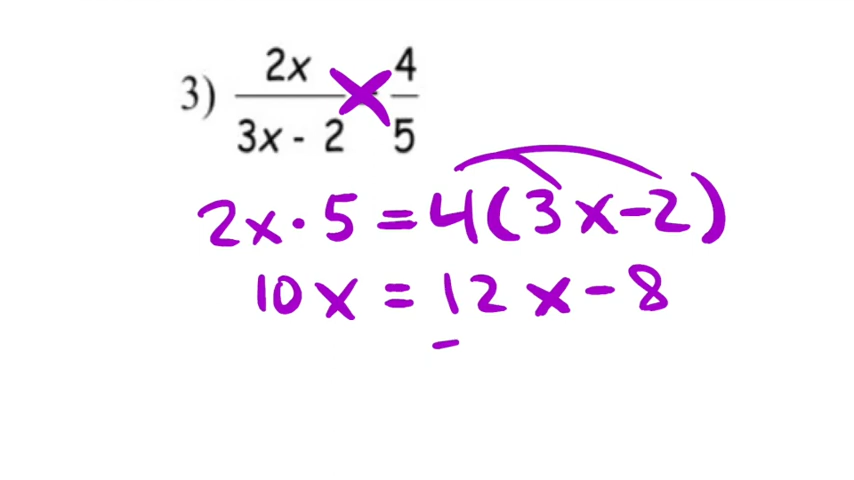 3) 2x/(3x - 2) = 4/5
2x · 5 = 4(3x - 2)
10x = 12x - 8
-